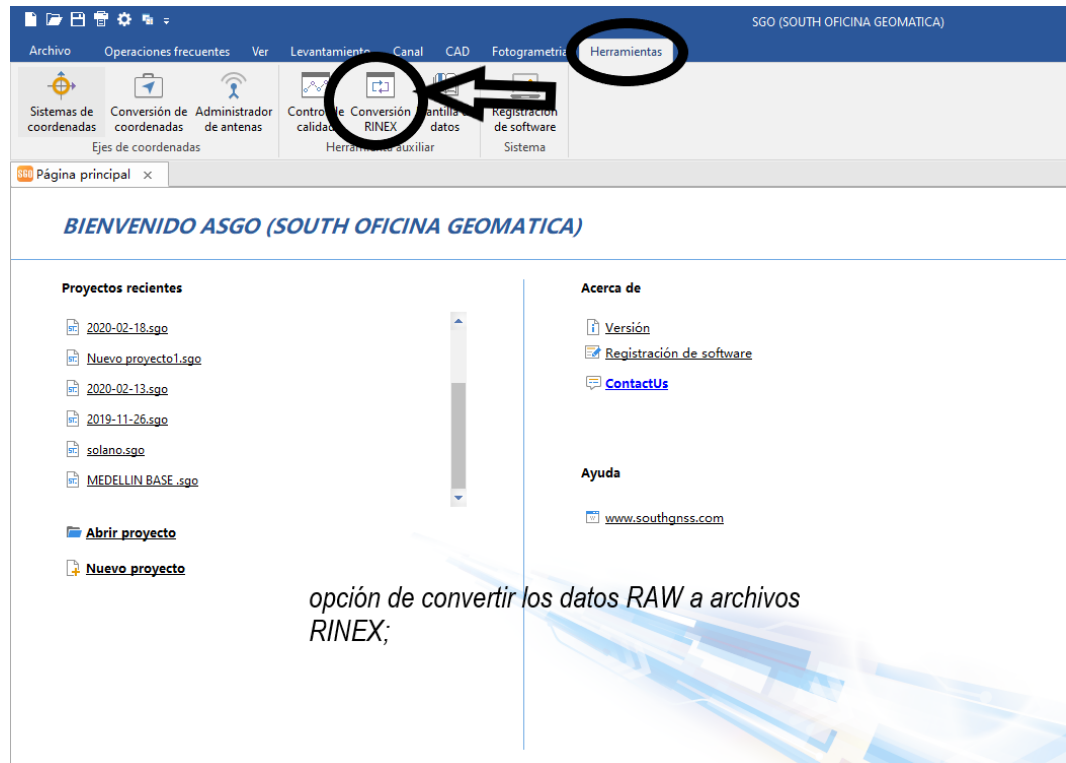 SGO (SOUTH OFICINA GEOMATICA)
Archivo Operaciones frecuentes Ver Levantamiento Canal CAD Fotogrametria Herramientas
Sistemas de coordenadas
Conversión de coordenadas
Administrador de antenas
Control de calidad
Conversión RINEX
datos
Registración de software
Ejes de coordenadas
Herramienta auxiliar
Sistema
SGO Página principal
BIENVENIDO ASGO (SOUTH OFICINA GEOMATICA)
Proyectos recientes
2020-02-18.sgo
Nuevo proyecto1.sgo
2020-02-13.sgo
2019-11-26.sgo
solano.sgo
MEDELLIN BASE .sgo
Abrir proyecto
Nuevo proyecto
Acerca de
Versión
Registración de software
ContactUs
Ayuda
www.southgnss.com
opción de convertir los datos RAW a archivos
RINEX;